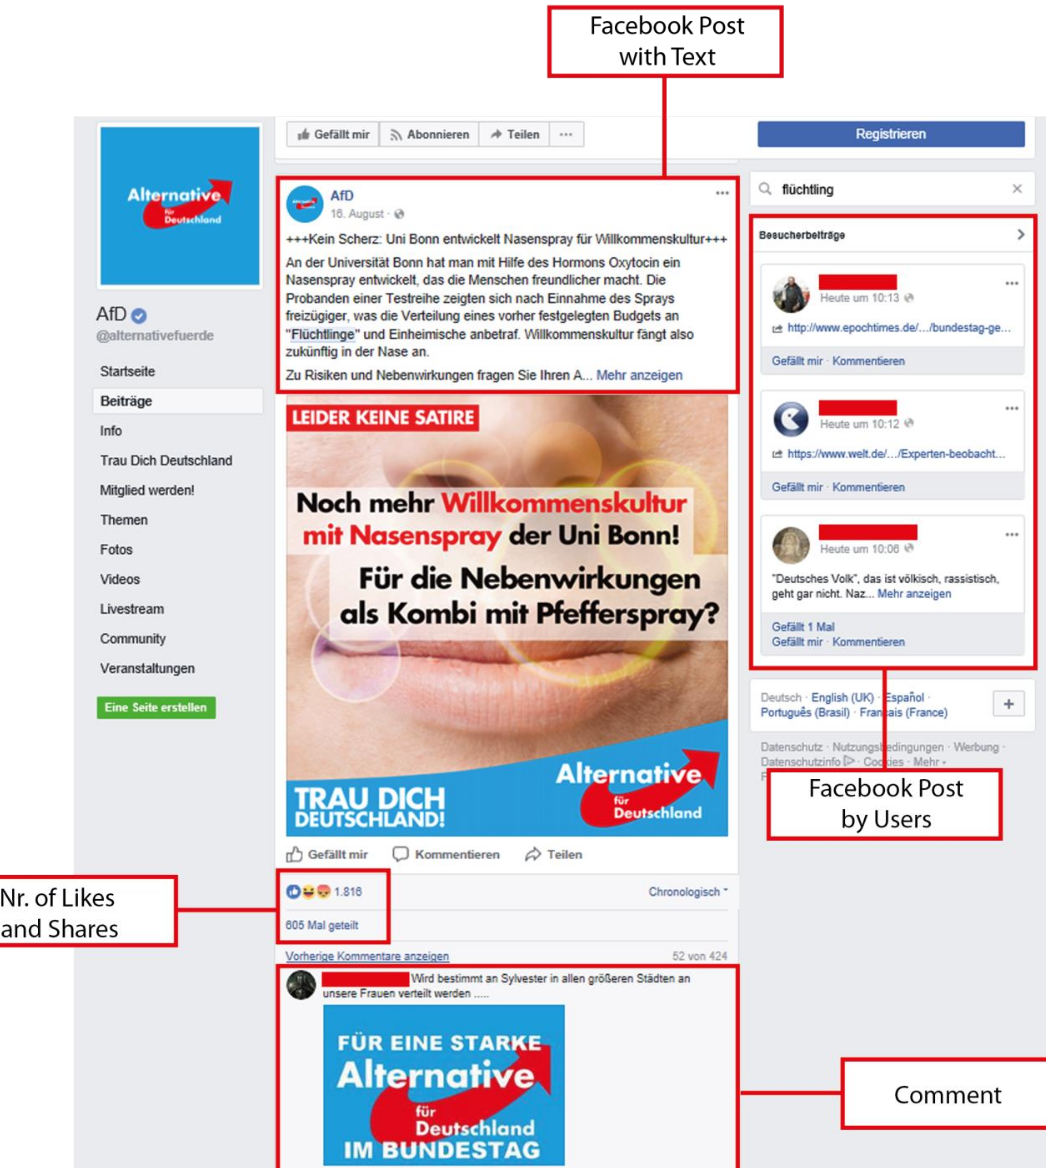 Facebook Post
with Text
Gefällt mir
Abonnieren
Teilen
Registrieren
Alternative
für
Deutschland
AfD
@alternativefuerde
Startseite
Beiträge
Info
Trau Dich Deutschland
Mitglied werden!
Themen
Fotos
Videos
Livestream
Community
Veranstaltungen
Eine Seite erstellen
AfD
16. August ·
+++Kein Scherz: Uni Bonn entwickelt Nasenspray für Willkommenskultur+++
An der Universität Bonn hat man mit Hilfe des Hormons Oxytocin ein
Nasenspray entwickelt, das die Menschen freundlicher macht. Die
Probanden einer Testreihe zeigten sich nach Einnahme des Sprays
freizügiger, was die Verteilung eines vorher festgelegten Budgets an
"Flüchtlinge" und Einheimische anbetraf. Willkommenskultur fängt also
zukünftig in der Nase an.
Zu Risiken und Nebenwirkungen fragen Sie Ihren A... Mehr anzeigen
LEIDER KEINE SATIRE
Noch mehr Willkommenskultur
mit Nasenspray der Uni Bonn!
Für die Nebenwirkungen
als Kombi mit Pfefferspray?
TRAU DICH
DEUTSCHLAND!
Alternative
für
Deutschland
Gefällt mir
Kommentieren
Teilen
Nr. of Likes
and Shares
1.816
Chronologisch
605 Mal geteilt
Vorherige Kommentare anzeigen
52 von 424
Wird bestimmt an Sylvester in allen größeren Städten an
unsere Frauen verteilt werden .....
FÜR EINE STARKE
Alternative
für
Deutschland
IM BUNDESTAG
Comment
flüchtling
Besucherbeiträge
Heute um 10:13
http://www.epochtimes.de/.../bundestag-ge...
Gefällt mir · Kommentieren
Heute um 10:12
https://www.welt.de/.../Experten-beobacht...
Gefällt mir · Kommentieren
Heute um 10:06
"Deutsches Volk", das ist völkisch, rassistisch,
geht gar nicht. Naz... Mehr anzeigen
Gefällt 1 Mal
Gefällt mir · Kommentieren
Deutsch · English (UK) · Español ·
Português (Brasil) · Français (France)
Datenschutz · Nutzungsbedingungen · Werbung ·
Datenschutzinfo · Cookies · Mehr
Facebook Post
by Users